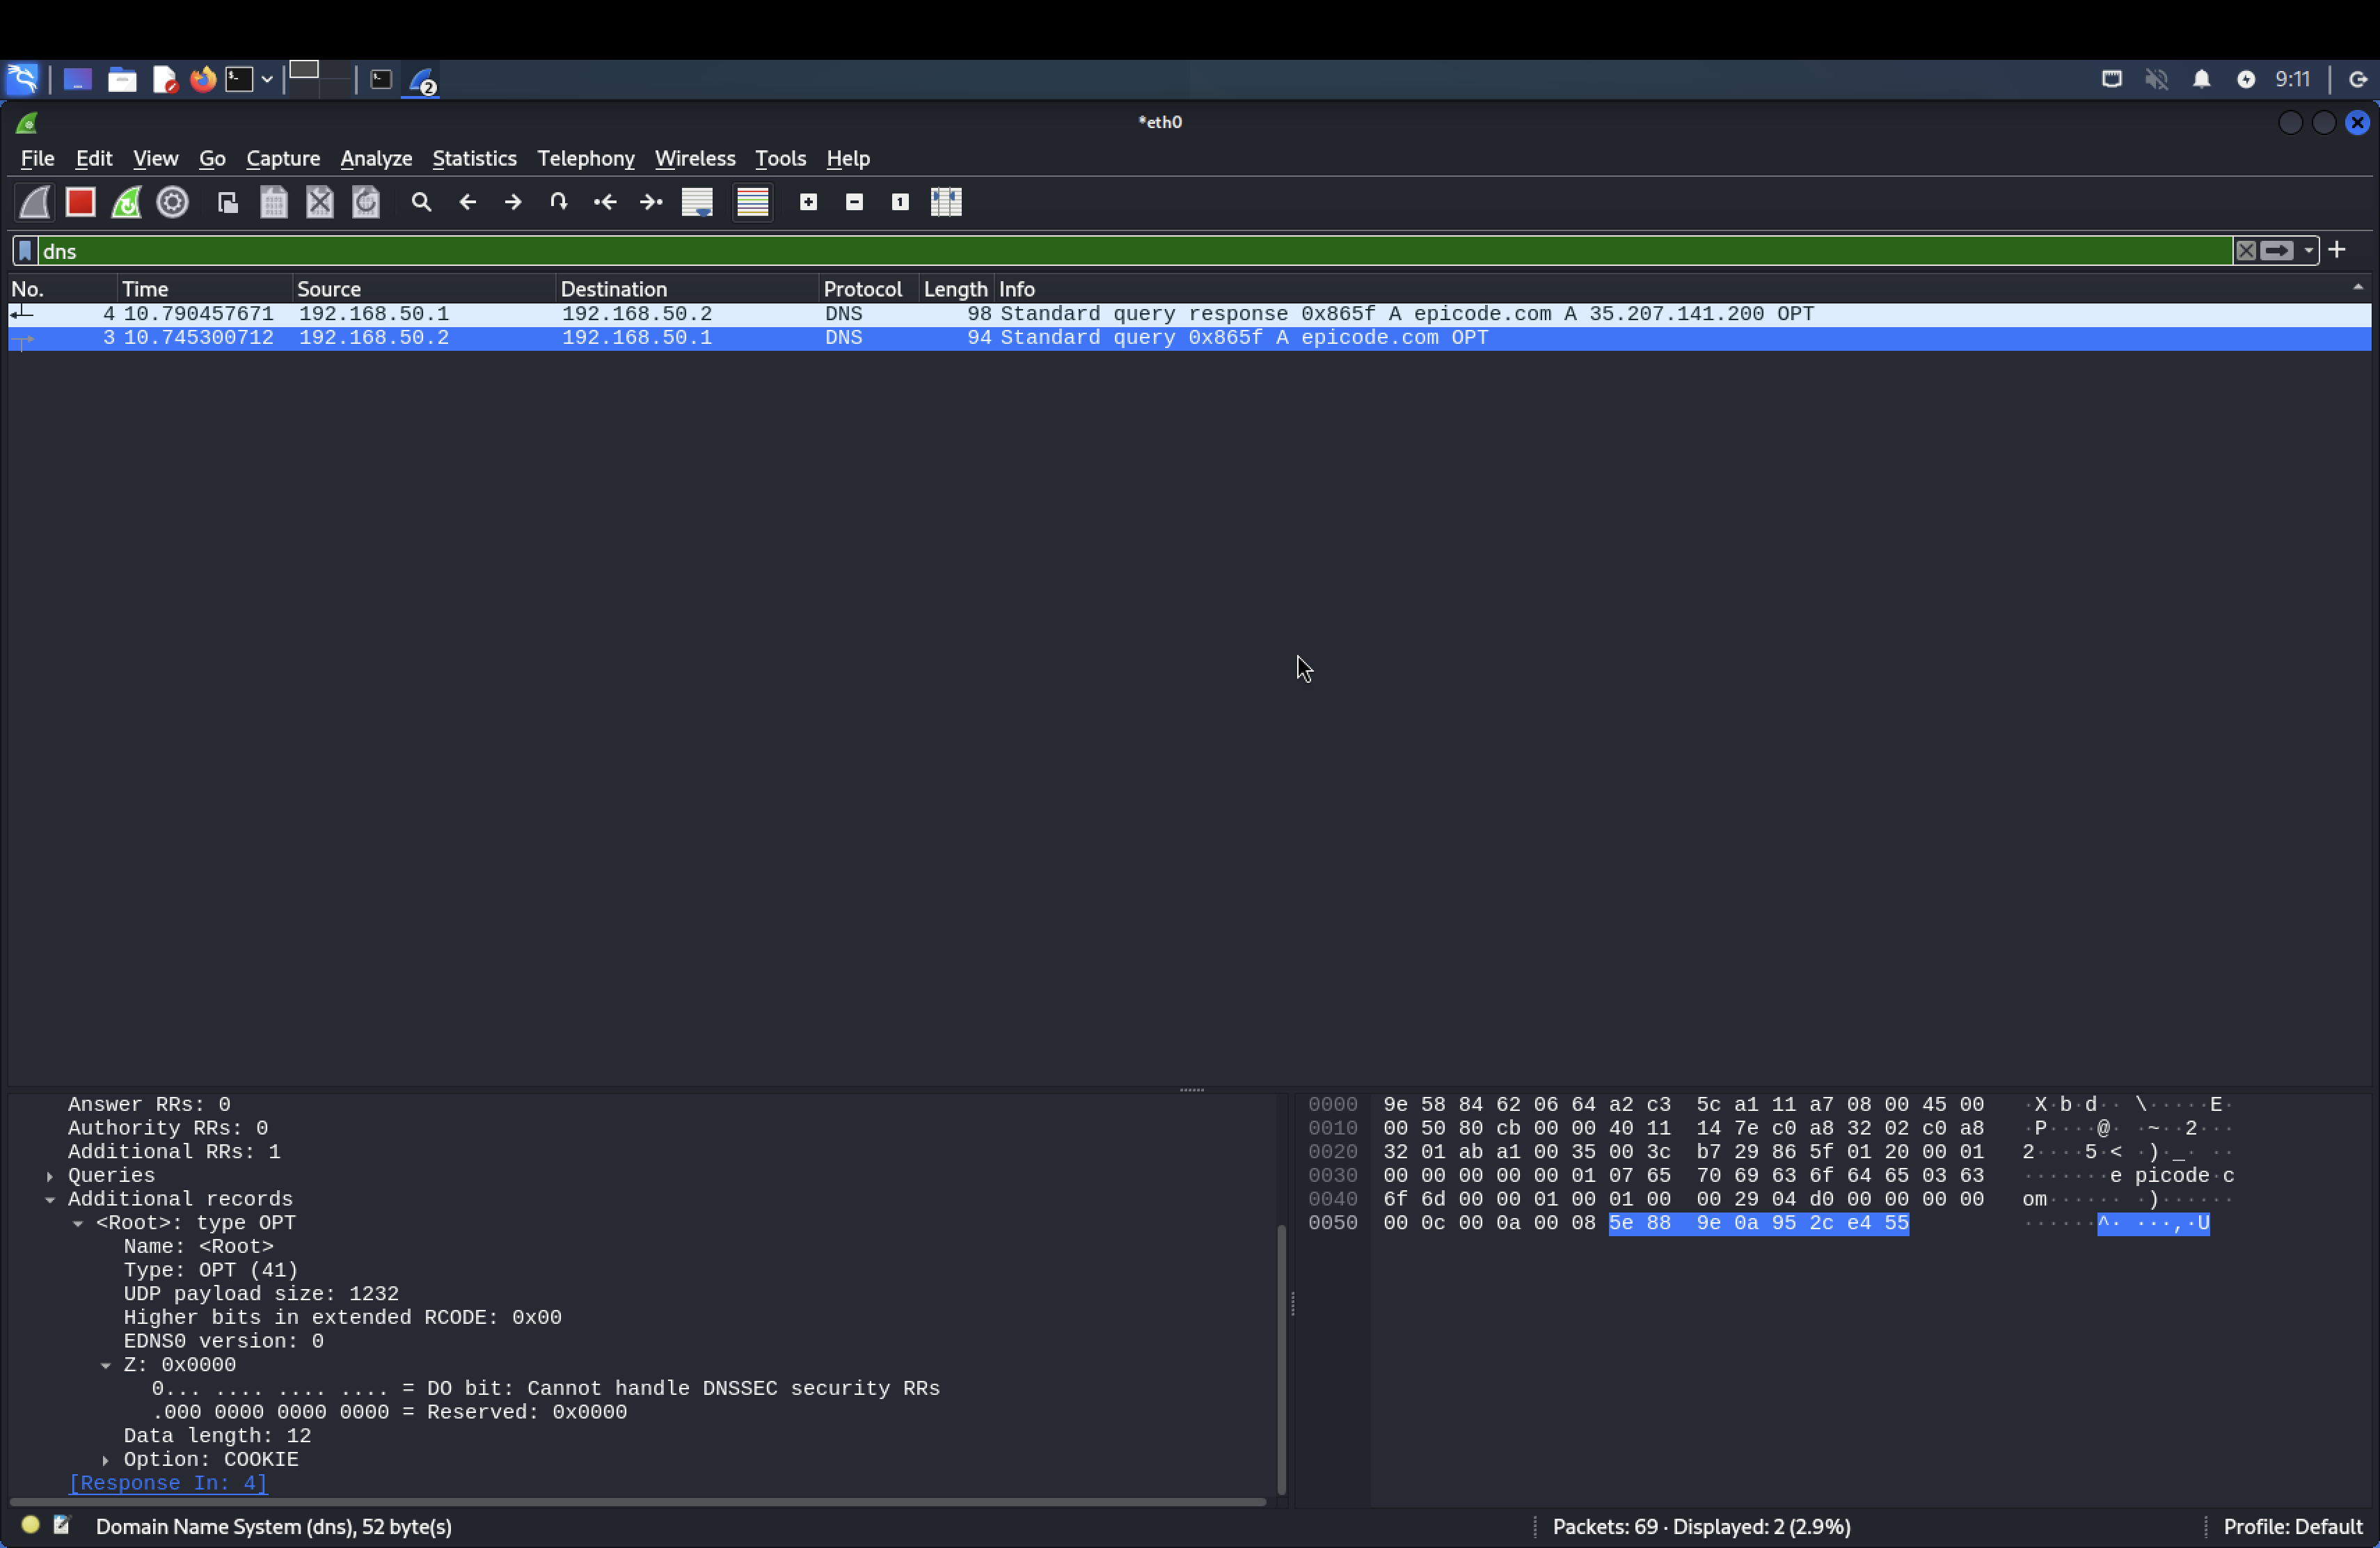 9:11
*eth0
File Edit View Go Capture Analyze Statistics Telephony Wireless Tools Help
dns
No. Time Source Destination Protocol Length Info
4 10.790457671 192.168.50.1 192.168.50.2 DNS 98 Standard query response 0x865f A epicode.com A 35.207.141.200 OPT
3 10.745300712 192.168.50.2 192.168.50.1 DNS 94 Standard query 0x865f A epicode.com OPT
Answer RRs: 0
Authority RRs: 0
Additional RRs: 1
Queries
Additional records
<Root>: type OPT
Name: <Root>
Type: OPT (41)
UDP payload size: 1232
Higher bits in extended RCODE: 0x00
EDNS0 version: 0
Z: 0x0000
0... .... .... .... = DO bit: Cannot handle DNSSEC security RRs
.000 0000 0000 0000 = Reserved: 0x0000
Data length: 12
Option: COOKIE
[Response In: 4]
0000 9e 58 84 62 06 64 a2 c3 5c a1 11 a7 08 00 45 00 ·X·b·d·· \·····E·
0010 00 50 80 cb 00 00 40 11 14 7e c0 a8 32 02 c0 a8 ·P····@· ·~··2···
0020 32 01 ab a1 00 35 00 3c b7 29 86 5f 01 20 00 01 2····5·< ·)·_· ··
0030 00 00 00 00 00 01 07 65 70 69 63 6f 64 65 03 63 ·······e picode·c
0040 6f 6d 00 00 01 00 01 00 00 29 04 d0 00 00 00 00 om······ ·)······
0050 00 0c 00 0a 00 08 5e 88 9e 0a 95 2c e4 55 ······^· ···,·U
Domain Name System (dns), 52 byte(s)
Packets: 69 · Displayed: 2 (2.9%)
Profile: Default